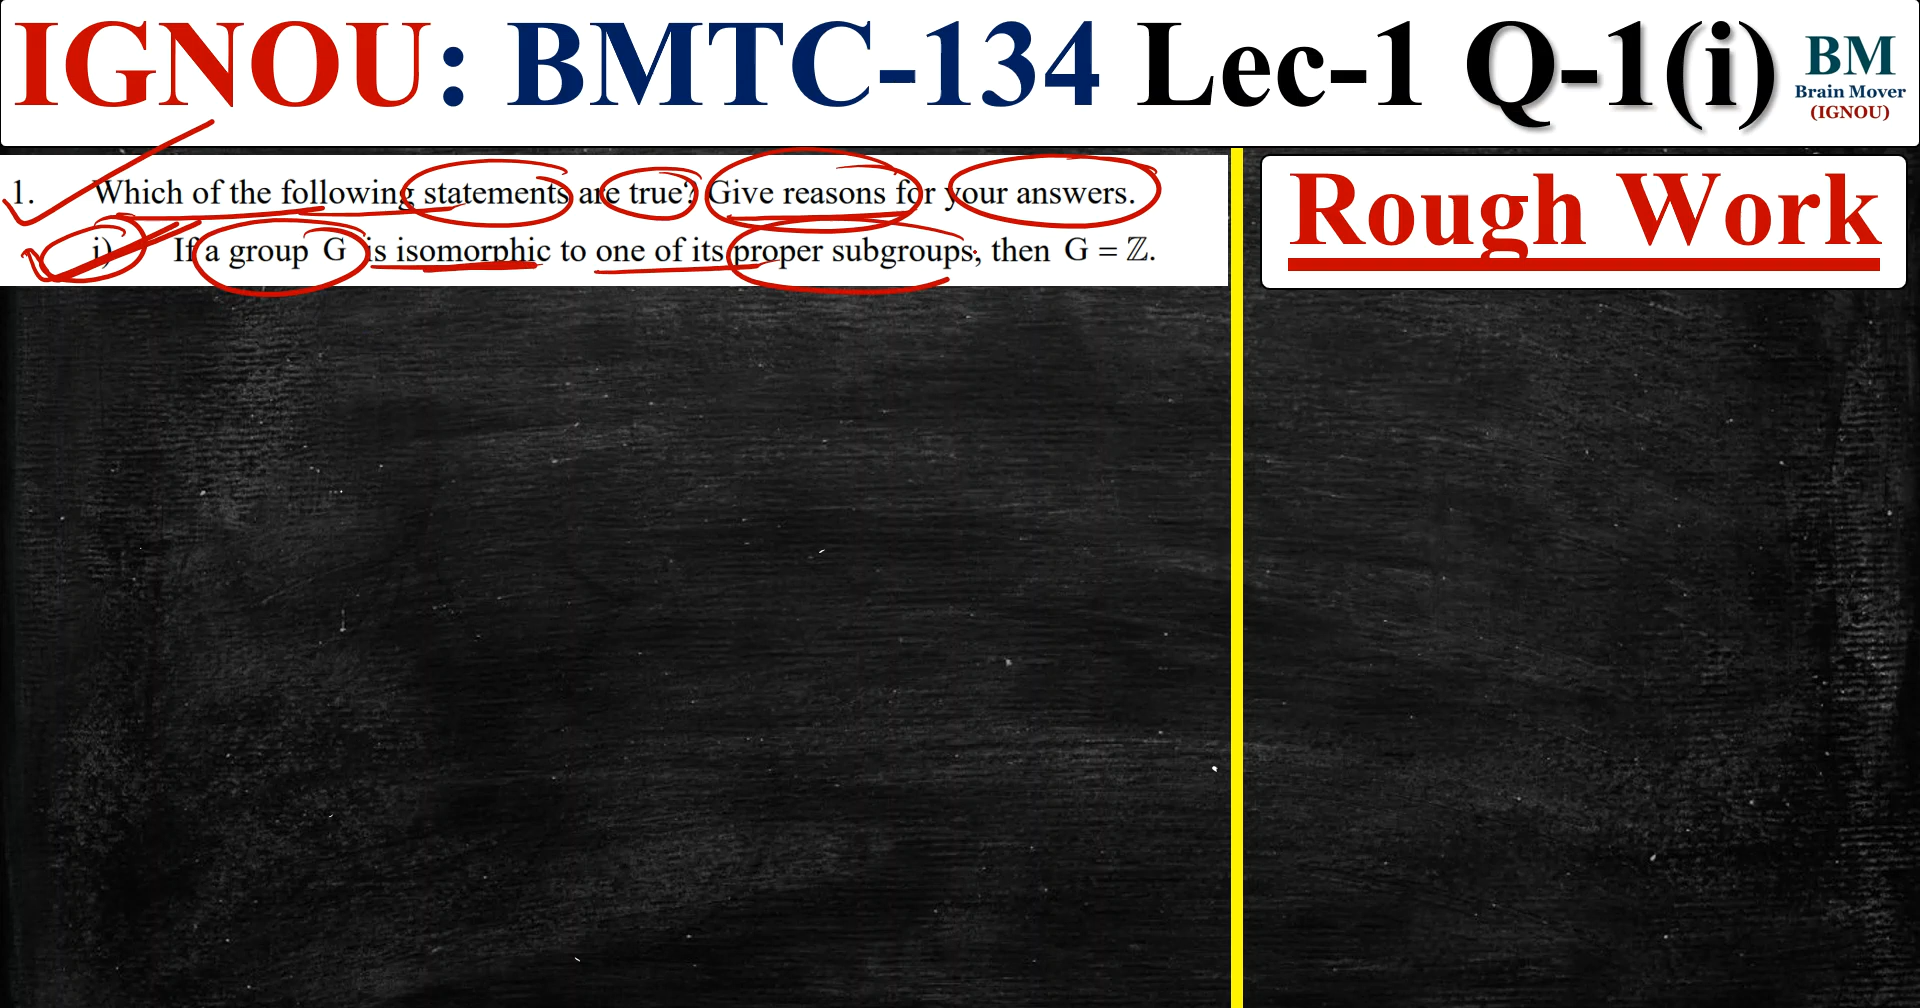 IGNOU: BMTC-134 Lec-1 Q-1(i)
BM
Brain Mover
(IGNOU)
1. Which of the following statements are true? Give reasons for your answers.
i) If a group G is isomorphic to one of its proper subgroups, then G = ℤ.
Rough Work